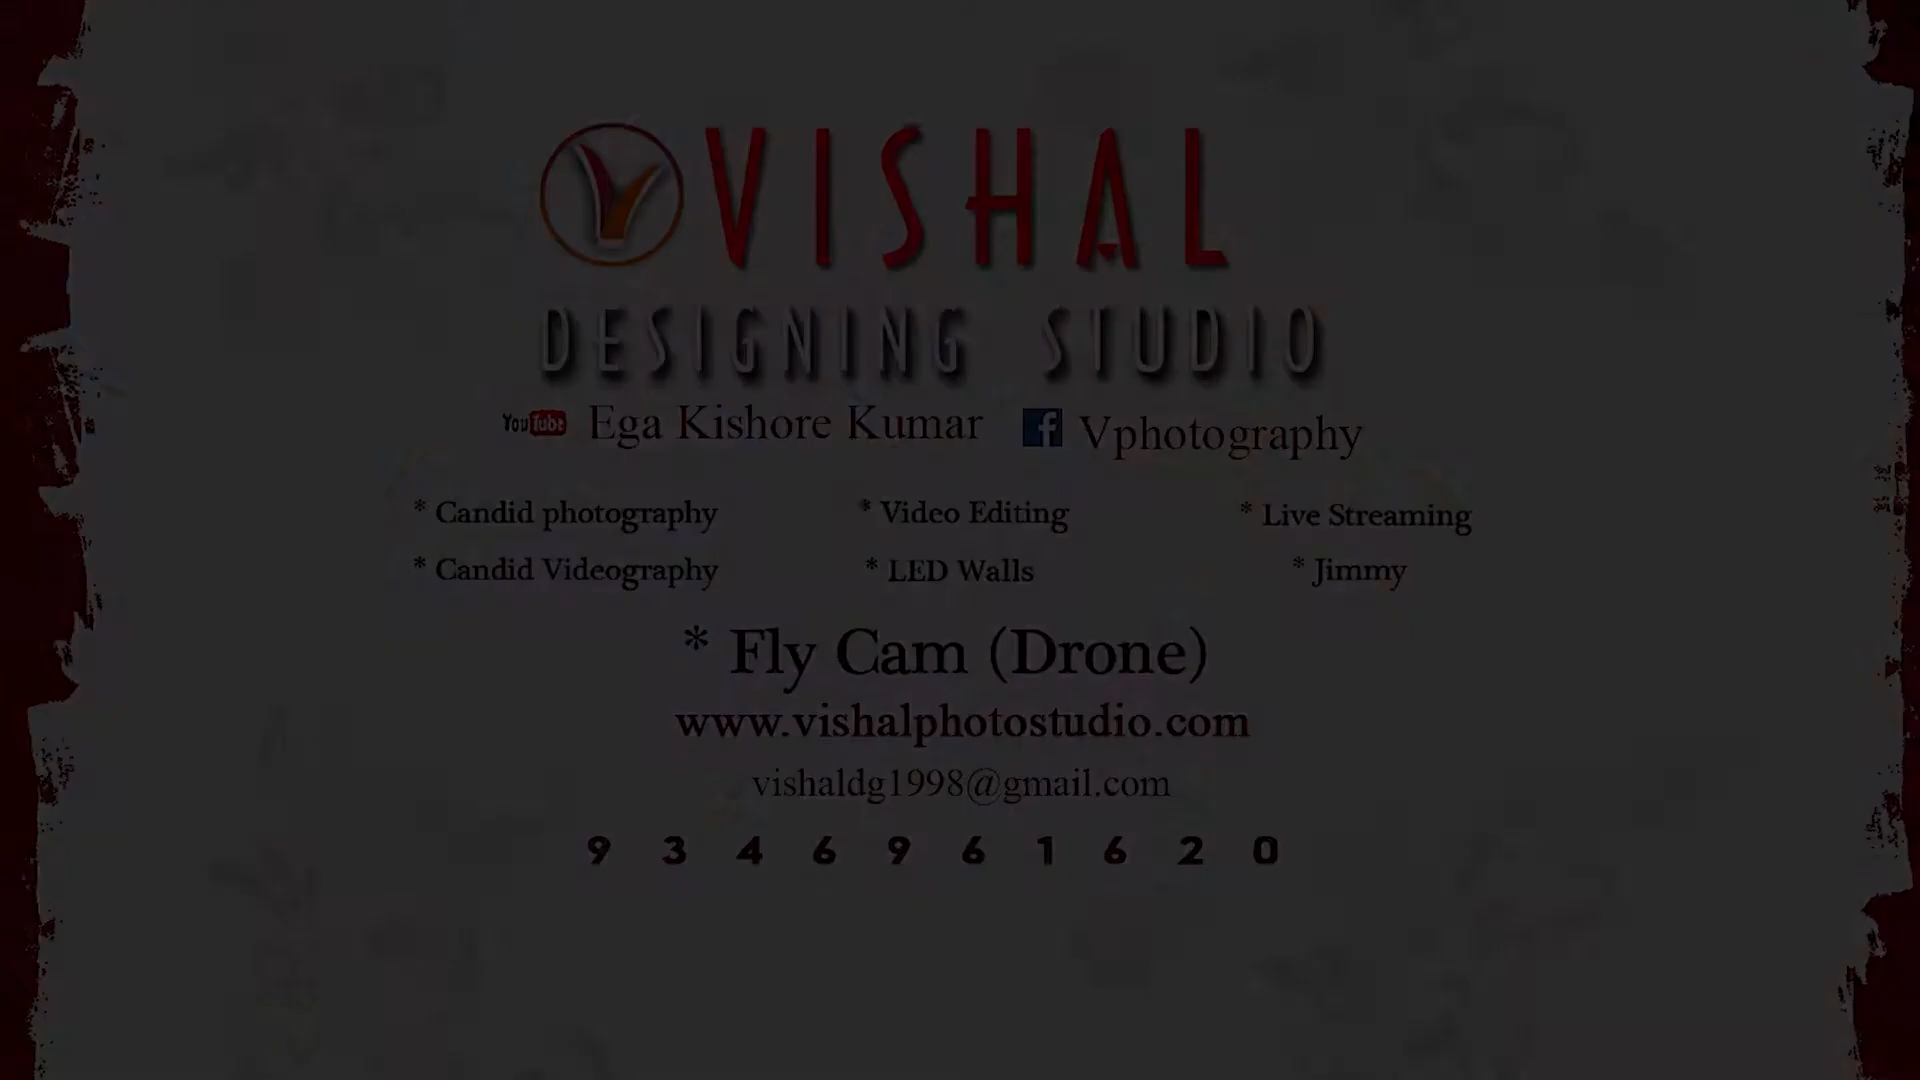 VISHAL
DESIGNING STUDIO
YouTube Ega Kishore Kumar f Vphotography
* Candid photography * Video Editing * Live Streaming
* Candid Videography * LED Walls * Jimmy
* Fly Cam (Drone)
www.vishalphotostudio.com
vishaldg1998@gmail.com
9 3 4 6 9 6 1 6 2 0